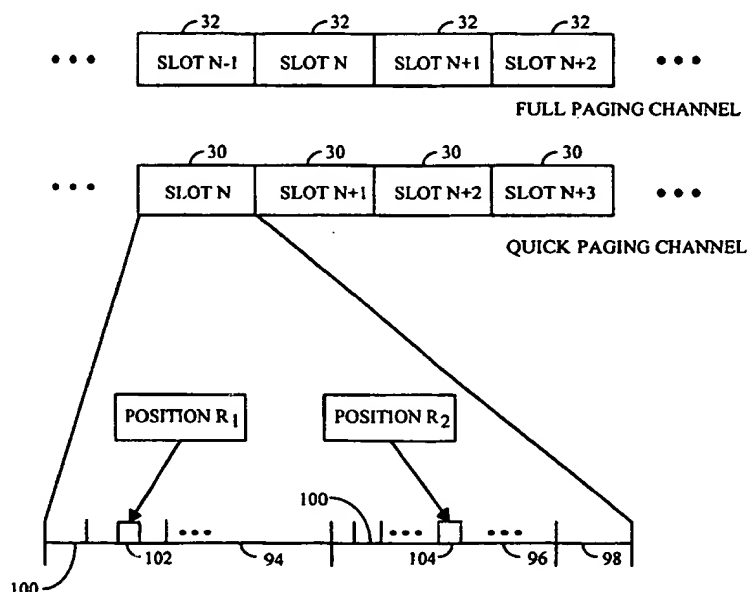 32 32 32 32
SLOT N-1 SLOT N SLOT N+1 SLOT N+2
FULL PAGING CHANNEL
30 30 30 30
SLOT N SLOT N+1 SLOT N+2 SLOT N+3
QUICK PAGING CHANNEL
POSITION R1 POSITION R2
100
102 94 104 96 98
100